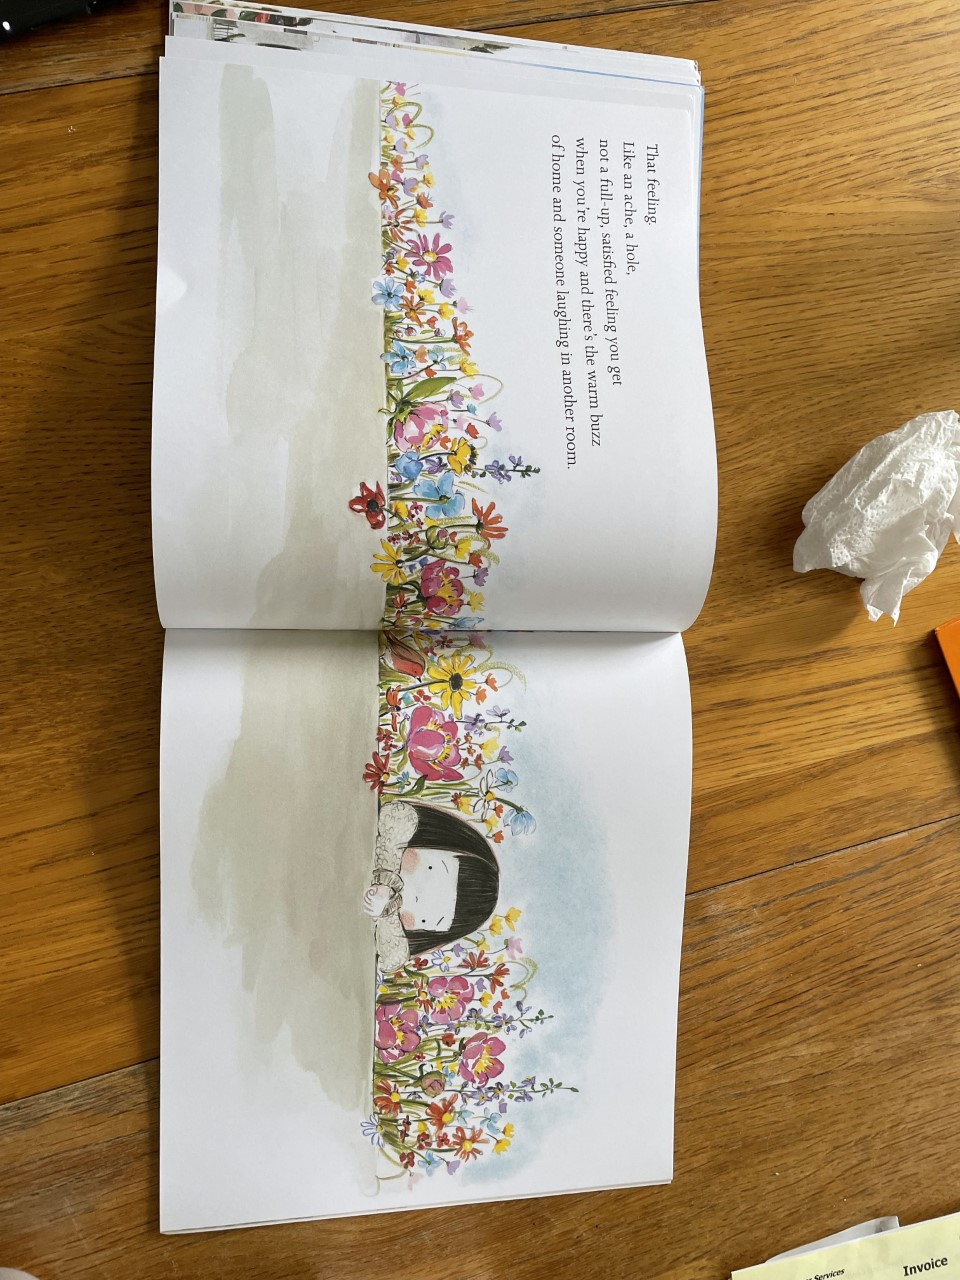 That feeling.
Like an ache, a hole,
not a full-up, satisfied feeling you get
when you're happy and there's the warm buzz
of home and someone laughing in another room.
Services
Invoice